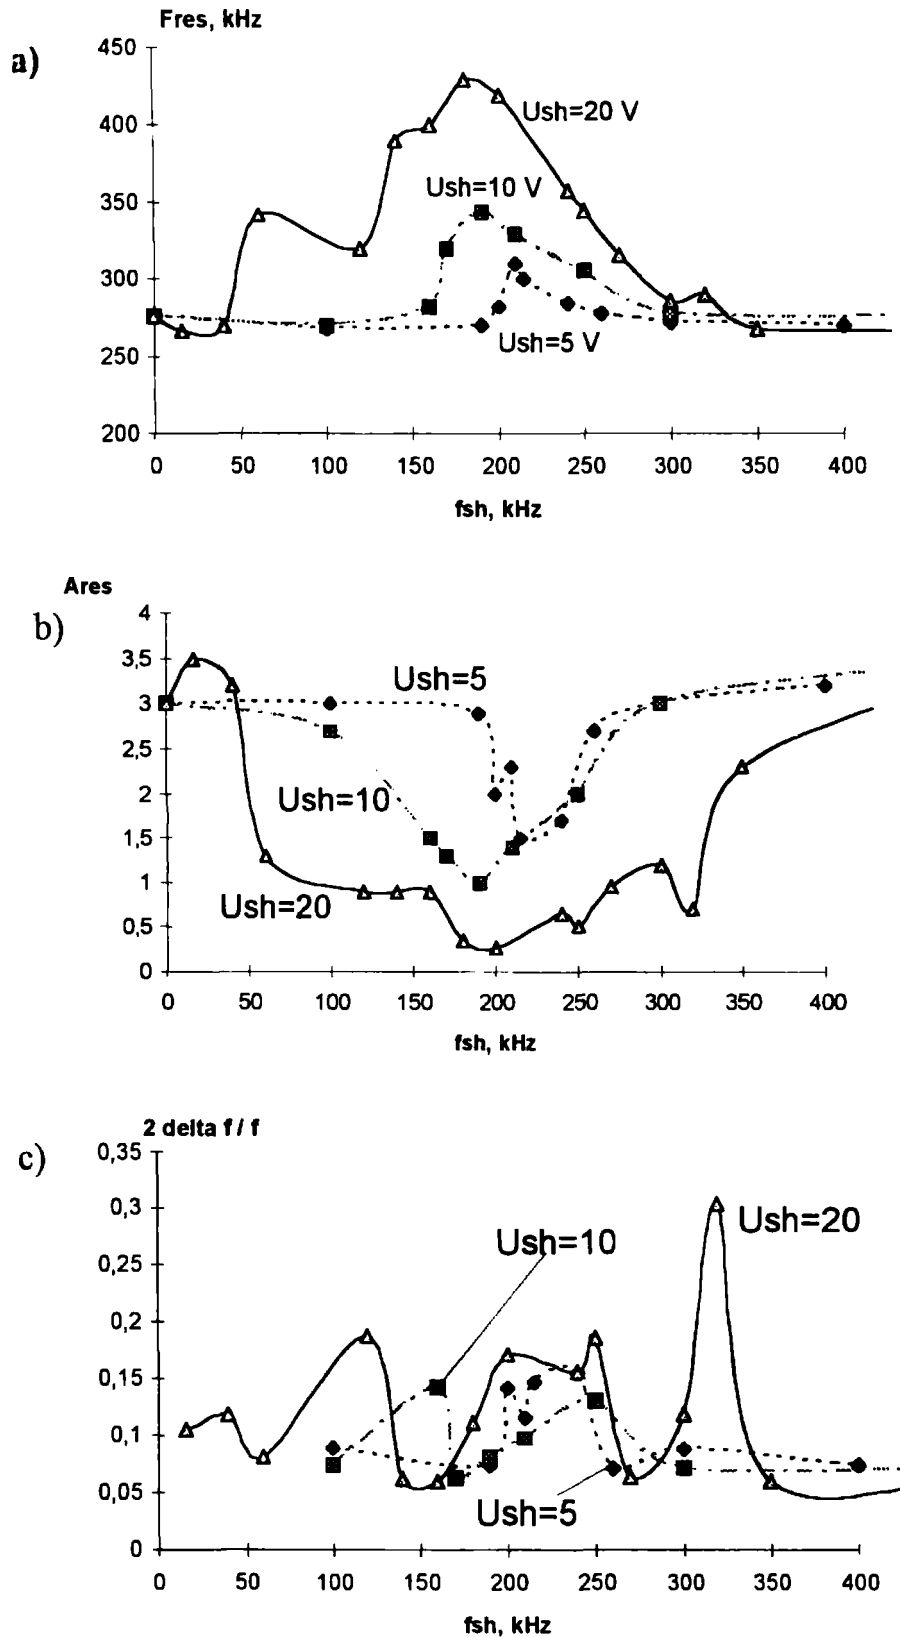 Fres, kHz
a)
450
400
350
300
250
200
Ush=20 V
Ush=10 V
Ush=5 V
0 50 100 150 200 250 300 350 400
fsh, kHz
Ares
b)
4
3,5
3
2,5
2
1,5
1
0,5
0
Ush=5
Ush=10
Ush=20
0 50 100 150 200 250 300 350 400
fsh, kHz
2 delta f / f
c)
0,35
0,3
0,25
0,2
0,15
0,1
0,05
0
Ush=20
Ush=10
Ush=5
0 50 100 150 200 250 300 350 400
fsh, kHz